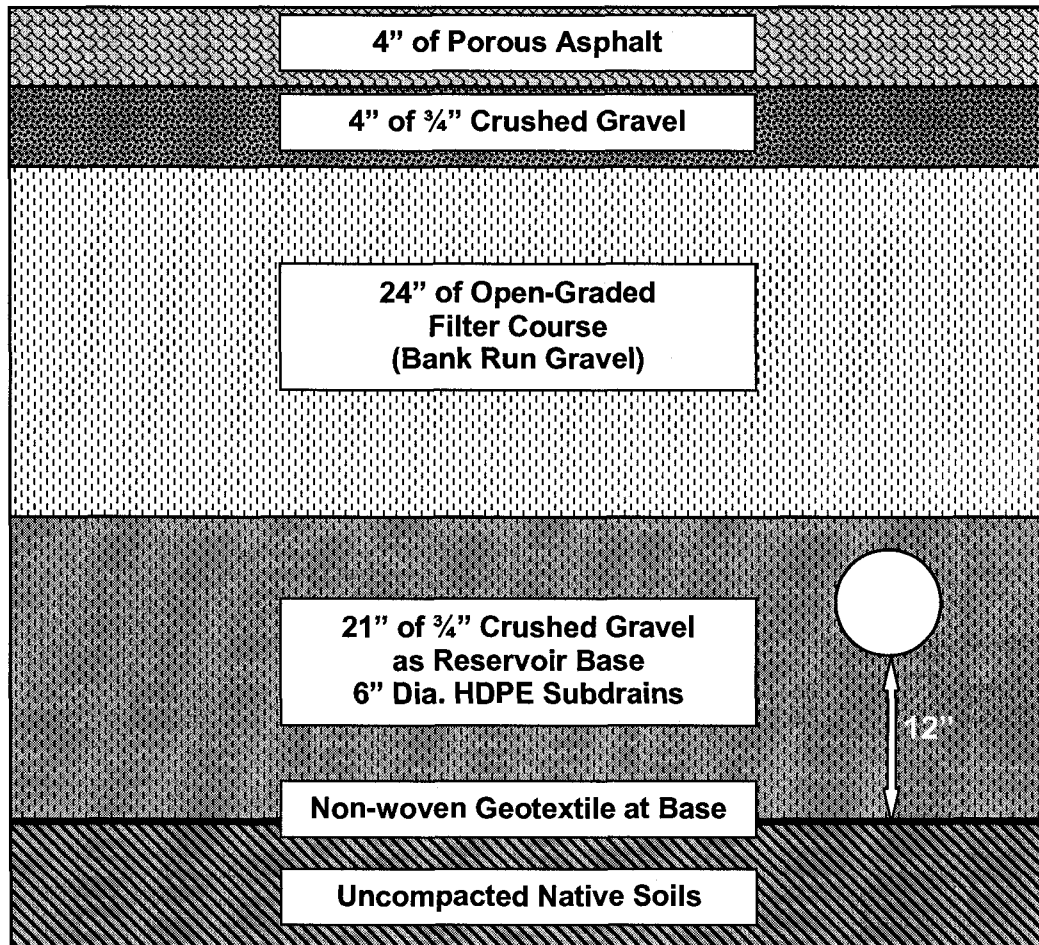 4” of Porous Asphalt
4” of ¾” Crushed Gravel
24” of Open-Graded
Filter Course
(Bank Run Gravel)
21” of ¾” Crushed Gravel
as Reservoir Base
6” Dia. HDPE Subdrains
12”
Non-woven Geotextile at Base
Uncompacted Native Soils